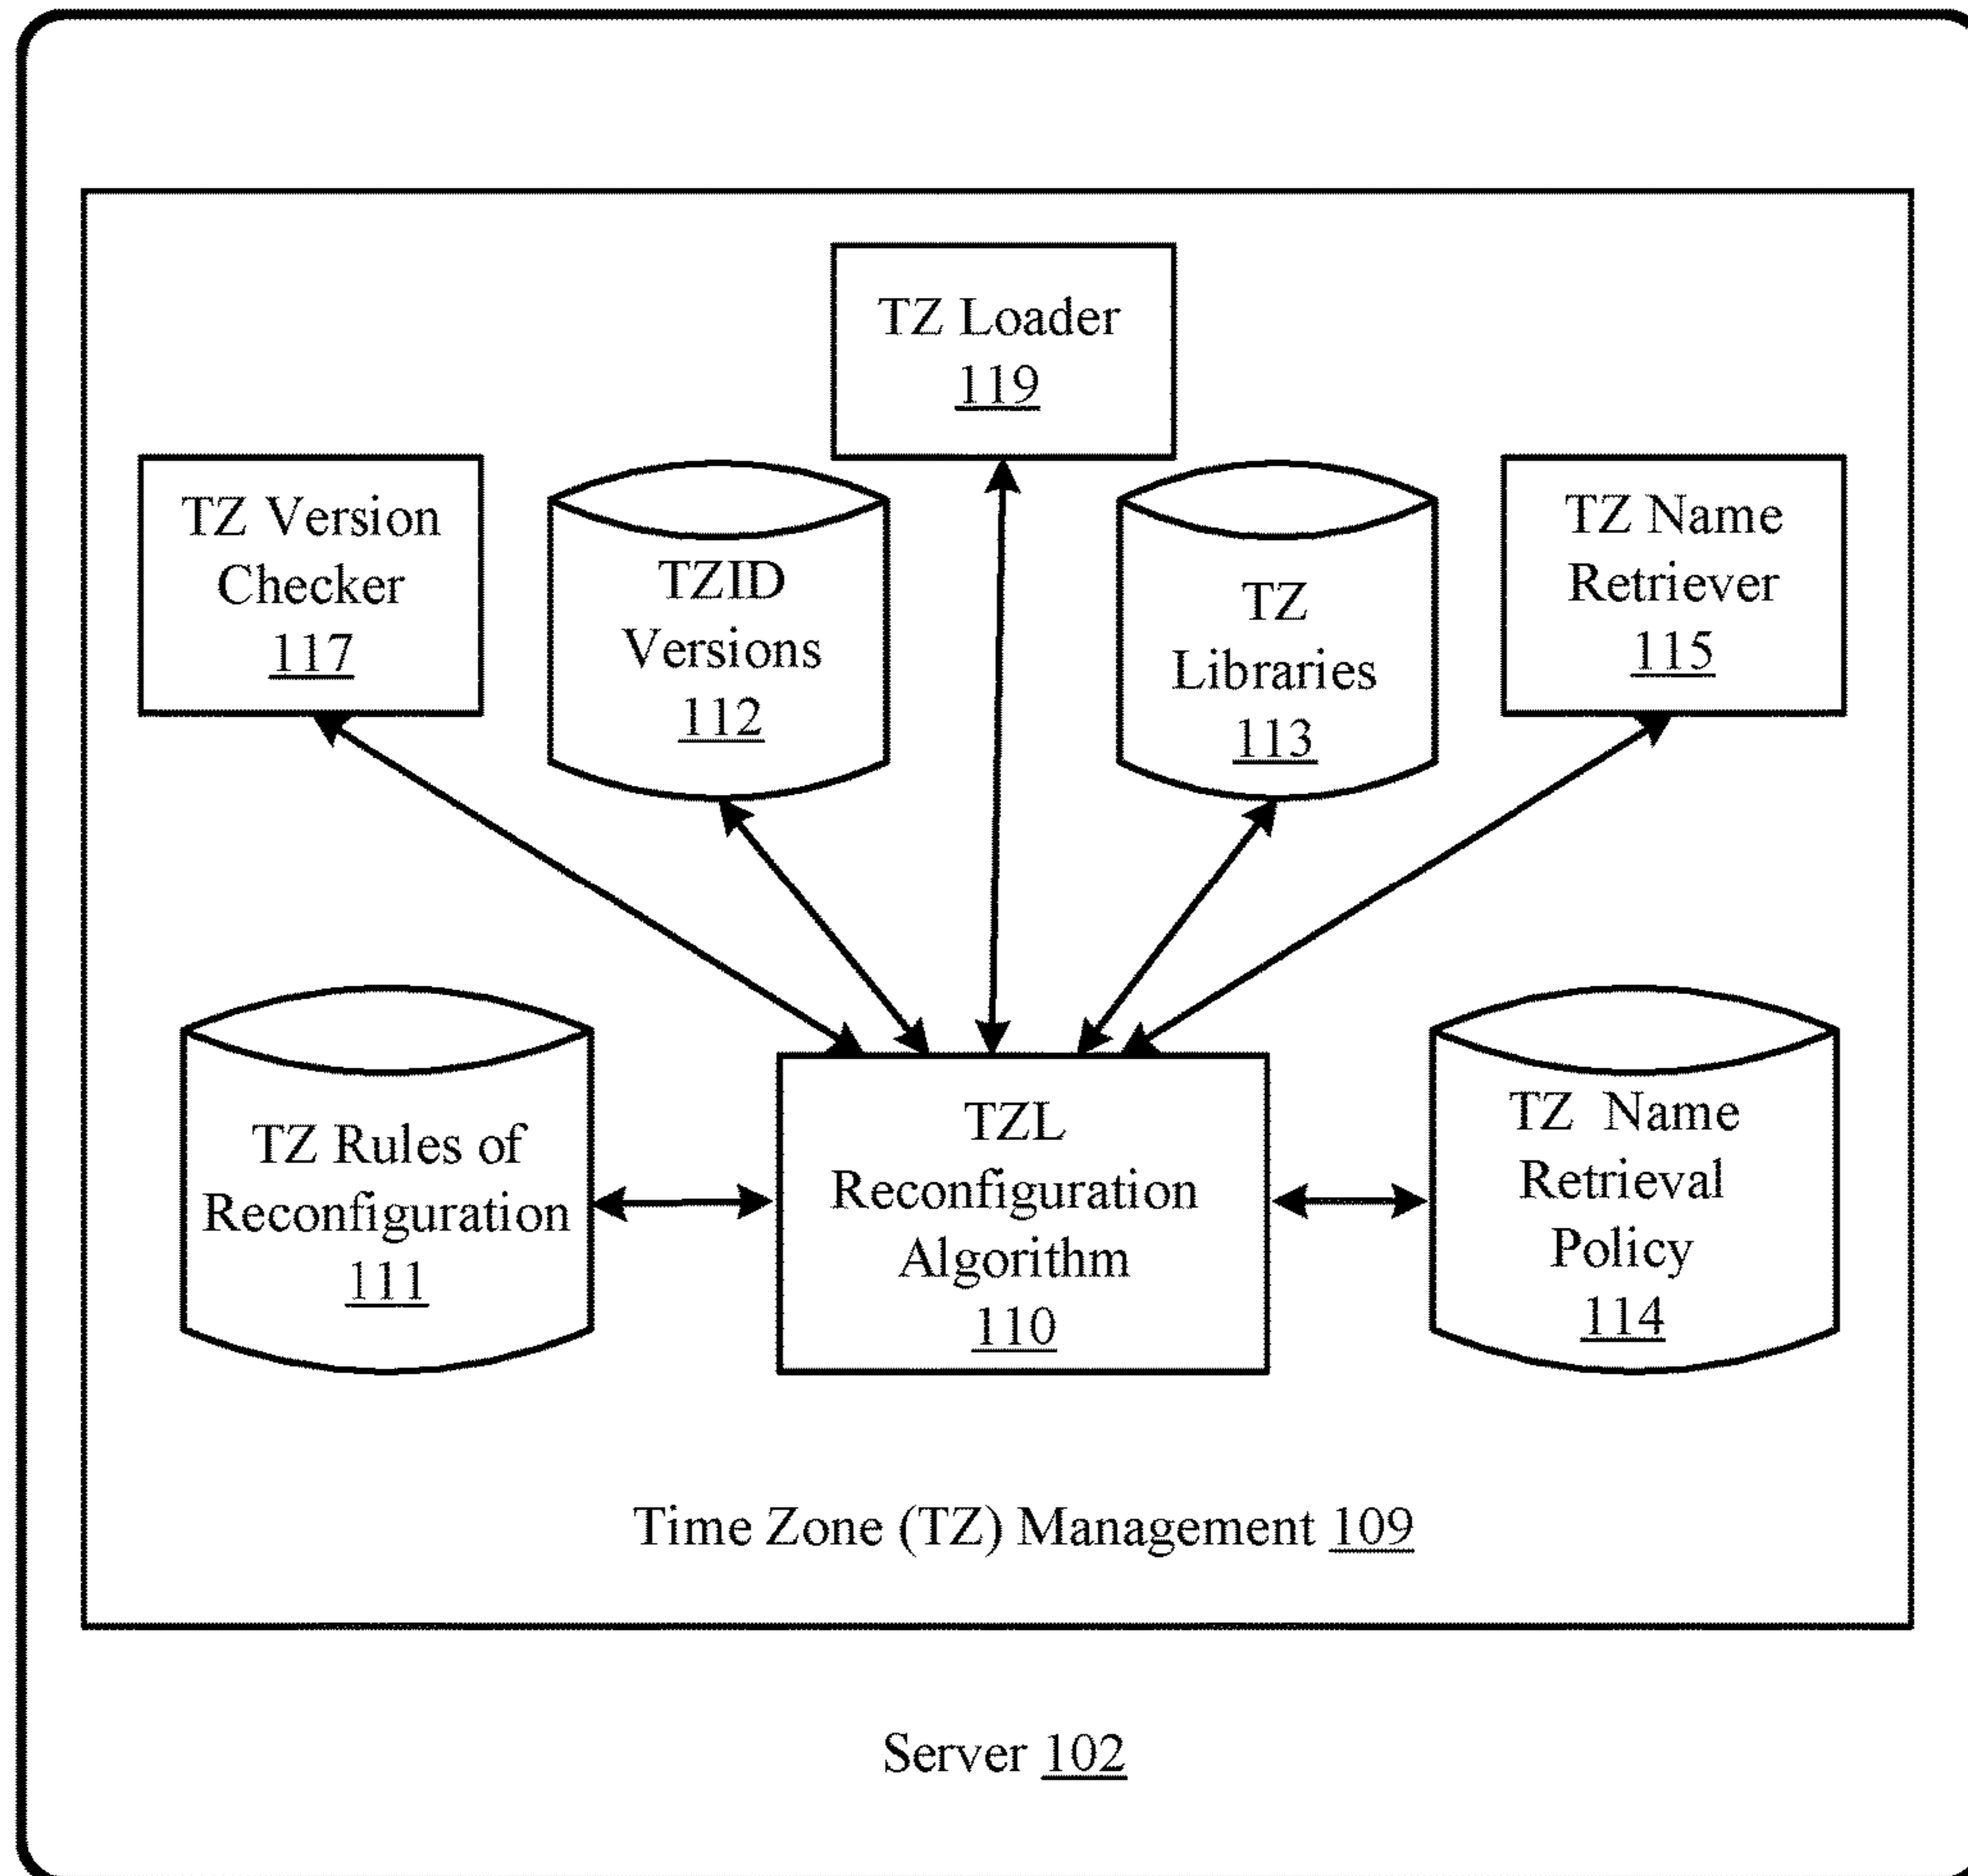 TZ Loader
119
TZ Version
Checker
117
TZID
Versions
112
TZ
Libraries
113
TZ Name
Retriever
115
TZ Rules of
Reconfiguration
111
TZL
Reconfiguration
Algorithm
110
TZ Name
Retrieval
Policy
114
Time Zone (TZ) Management 109
Server 102